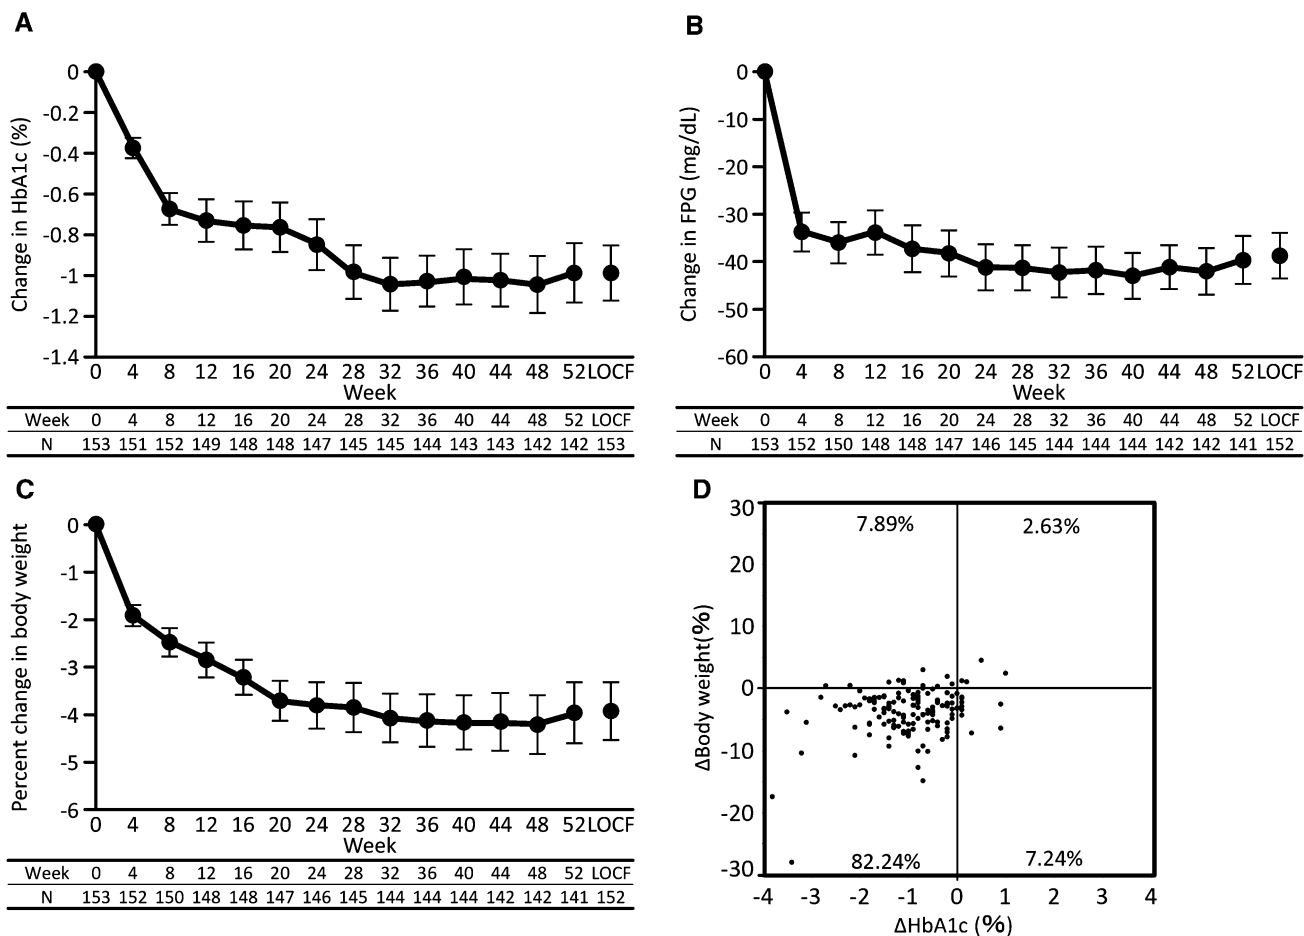 A
0
-0.2
-0.4
-0.6
-0.8
-1
-1.2
-1.4
Change in HbA1c (%)
0 4 8 12 16 20 24 28 32 36 40 44 48 52 LOCF
Week
Week 0 4 8 12 16 20 24 28 32 36 40 44 48 52 LOCF
N 153 151 152 149 148 148 147 145 145 144 143 143 142 142 153
B
0
-10
-20
-30
-40
-50
-60
Change in FPG (mg/dL)
0 4 8 12 16 20 24 28 32 36 40 44 48 52 LOCF
Week
Week 0 4 8 12 16 20 24 28 32 36 40 44 48 52 LOCF
N 153 152 150 148 148 147 146 145 144 144 144 142 142 141 152
C
0
-1
-2
-3
-4
-5
-6
Percent change in body weight
0 4 8 12 16 20 24 28 32 36 40 44 48 52 LOCF
Week
Week 0 4 8 12 16 20 24 28 32 36 40 44 48 52 LOCF
N 153 152 150 148 148 147 146 145 144 144 144 142 142 141 152
D
30
20
10
0
-10
-20
-30
ΔBody weight(%)
7.89% 2.63%
82.24% 7.24%
-4 -3 -2 -1 0 1 2 3 4
ΔHbA1c (%)